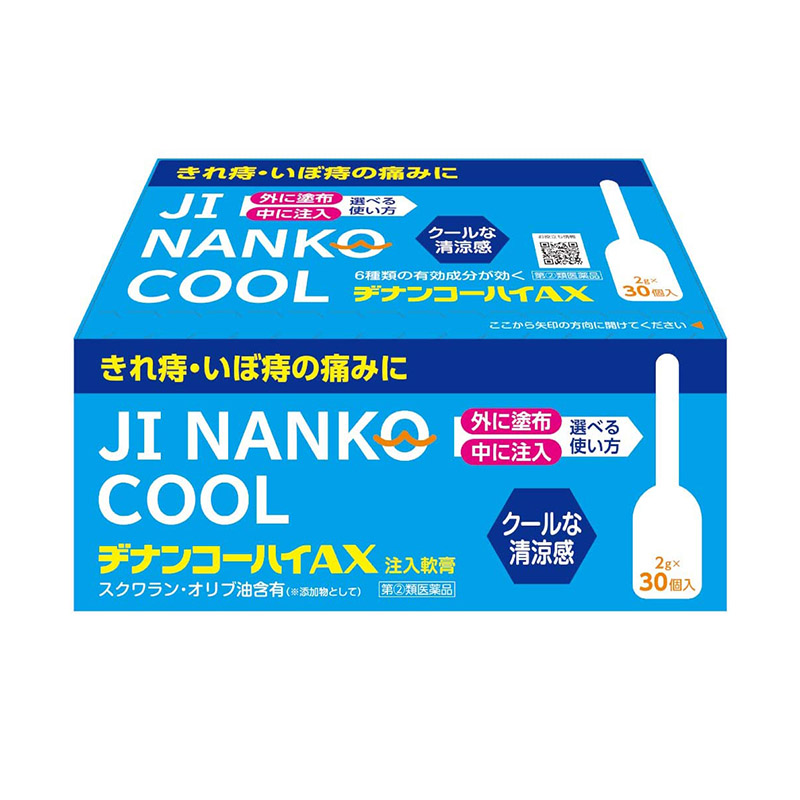 きれ痔・いぼ痔の痛みに
JI
NANKO
COOL
外に塗布
中に注入
選べる
使い方
クールな
清涼感
お役立ち情報
6種類の有効成分が効く
第②類医薬品
ヂナンコーハイAX
2g×
30個入
ここから矢印の方向に開けてください
きれ痔・いぼ痔の痛みに
JI NANKO
COOL
外に塗布
中に注入
選べる
使い方
クールな
清涼感
ヂナンコーハイAX 注入軟膏
スクワラン・オリブ油含有(※添加物として) 第②類医薬品
2g×
30個入